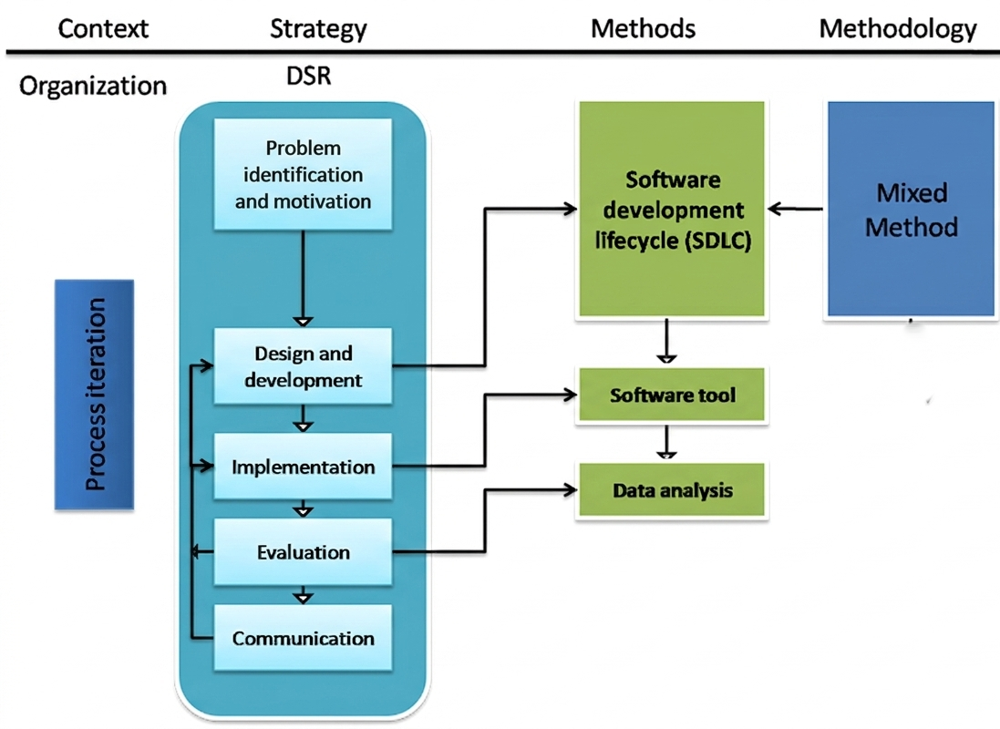 Context
Strategy
Methods
Methodology
Organization
DSR
Problem
identification
and motivation
Software
development
lifecycle (SDLC)
Mixed
Method
Process iteration
Design and
development
Software tool
Implementation
Data analysis
Evaluation
Communication